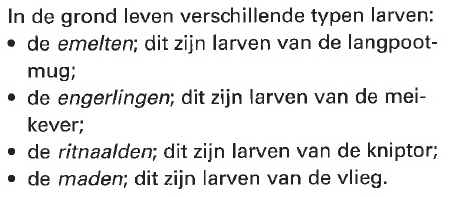 In de grond leven verschillende typen larven:
• de emelten; dit zijn larven van de langpoot-
mug;
• de engerlingen; dit zijn larven van de mei-
kever;
• de ritnaalden; dit zijn larven van de kniptor;
• de maden; dit zijn larven van de vlieg.